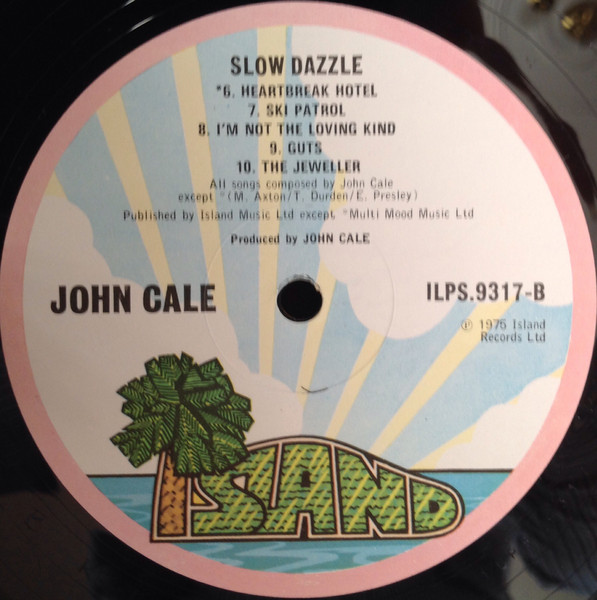 SLOW DAZZLE
*6. HEARTBREAK HOTEL
7. SKI PATROL
8. I'M NOT THE LOVING KIND
9. GUTS
10. THE JEWELLER
All songs composed by John Cale
except *(M. Axton/T. Durden/E. Presley)
Published by Island Music Ltd except *Multi Mood Music Ltd
Produced by JOHN CALE
JOHN CALE
ILPS.9317-B
℗ 1975 Island
Records Ltd
ISLAND